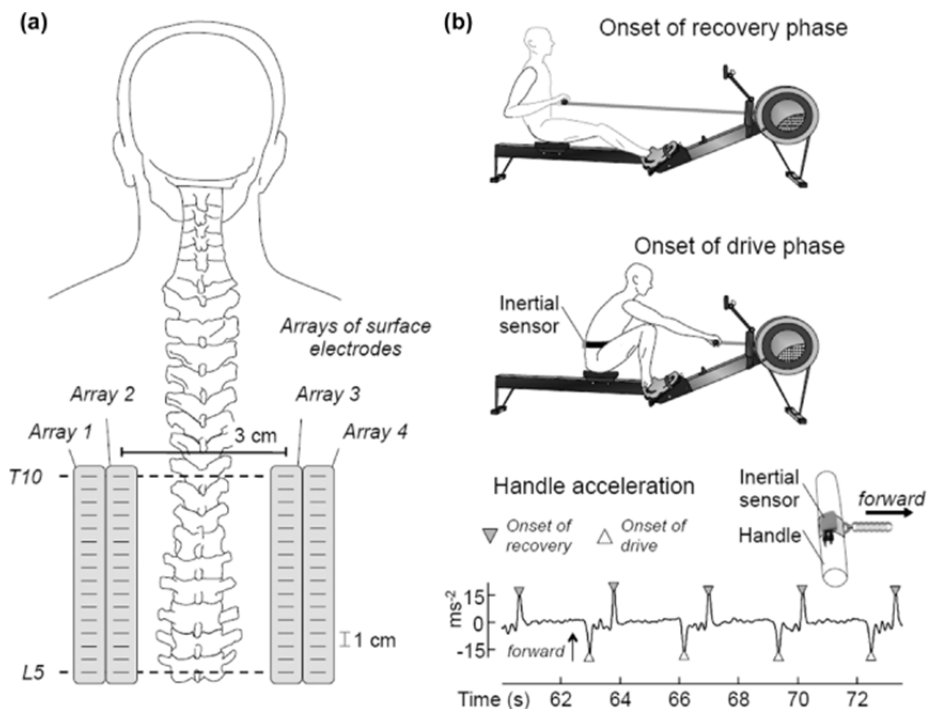 (a)
Arrays of surface
electrodes
Array 2
Array 3
Array 1
3 cm
Array 4
T10
1 cm
L5
(b)
Onset of recovery phase
Onset of drive phase
Inertial
sensor
Handle acceleration
Onset of
recovery
Onset of
drive
Inertial
sensor
forward
Handle
ms-2
15
0
-15
forward
Time (s) 62 64 66 68 70 72